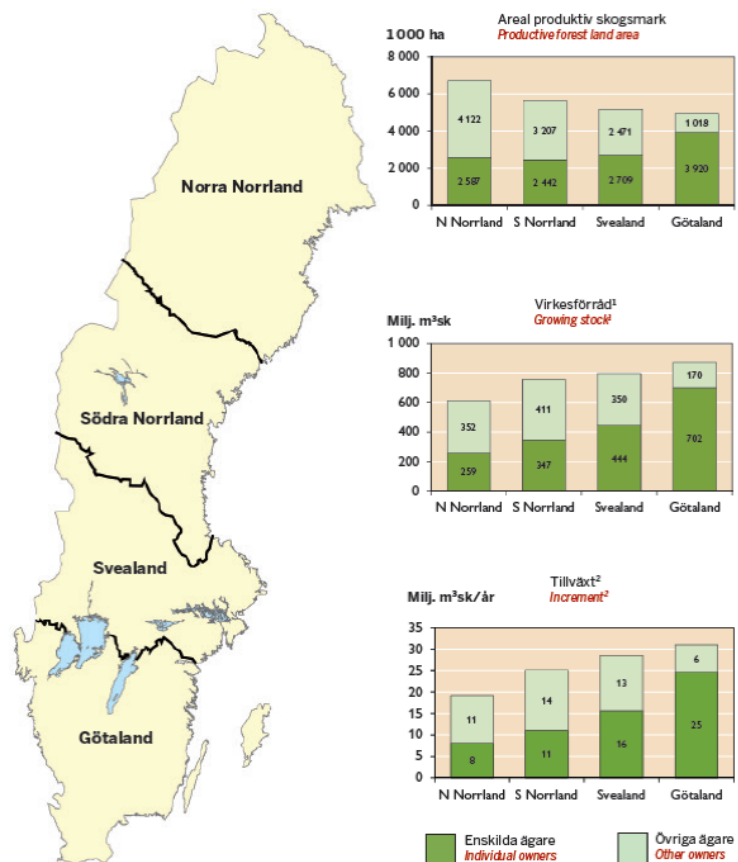 Norra Norrland
Södra Norrland
Svealand
Götaland
Areal produktiv skogsmark
1000 ha
Productive forest land area
8 000
6 000
4 000
2 000
0
4 122
3 207
2 471
1 018
2 587
2 442
2 709
3 920
N Norrland S Norrland Svealand Götaland
Virkesförråd¹
Milj. m³sk
Growing stock¹
1 000
800
600
400
200
0
352
411
350
170
259
347
444
702
N Norrland S Norrland Svealand Götaland
Tillväxt²
Milj. m³sk/år
Increment²
35
30
25
20
15
10
5
0
11
14
13
6
8
11
16
25
N Norrland S Norrland Svealand Götaland
Enskilda ägare
Individual owners
Övriga ägare
Other owners